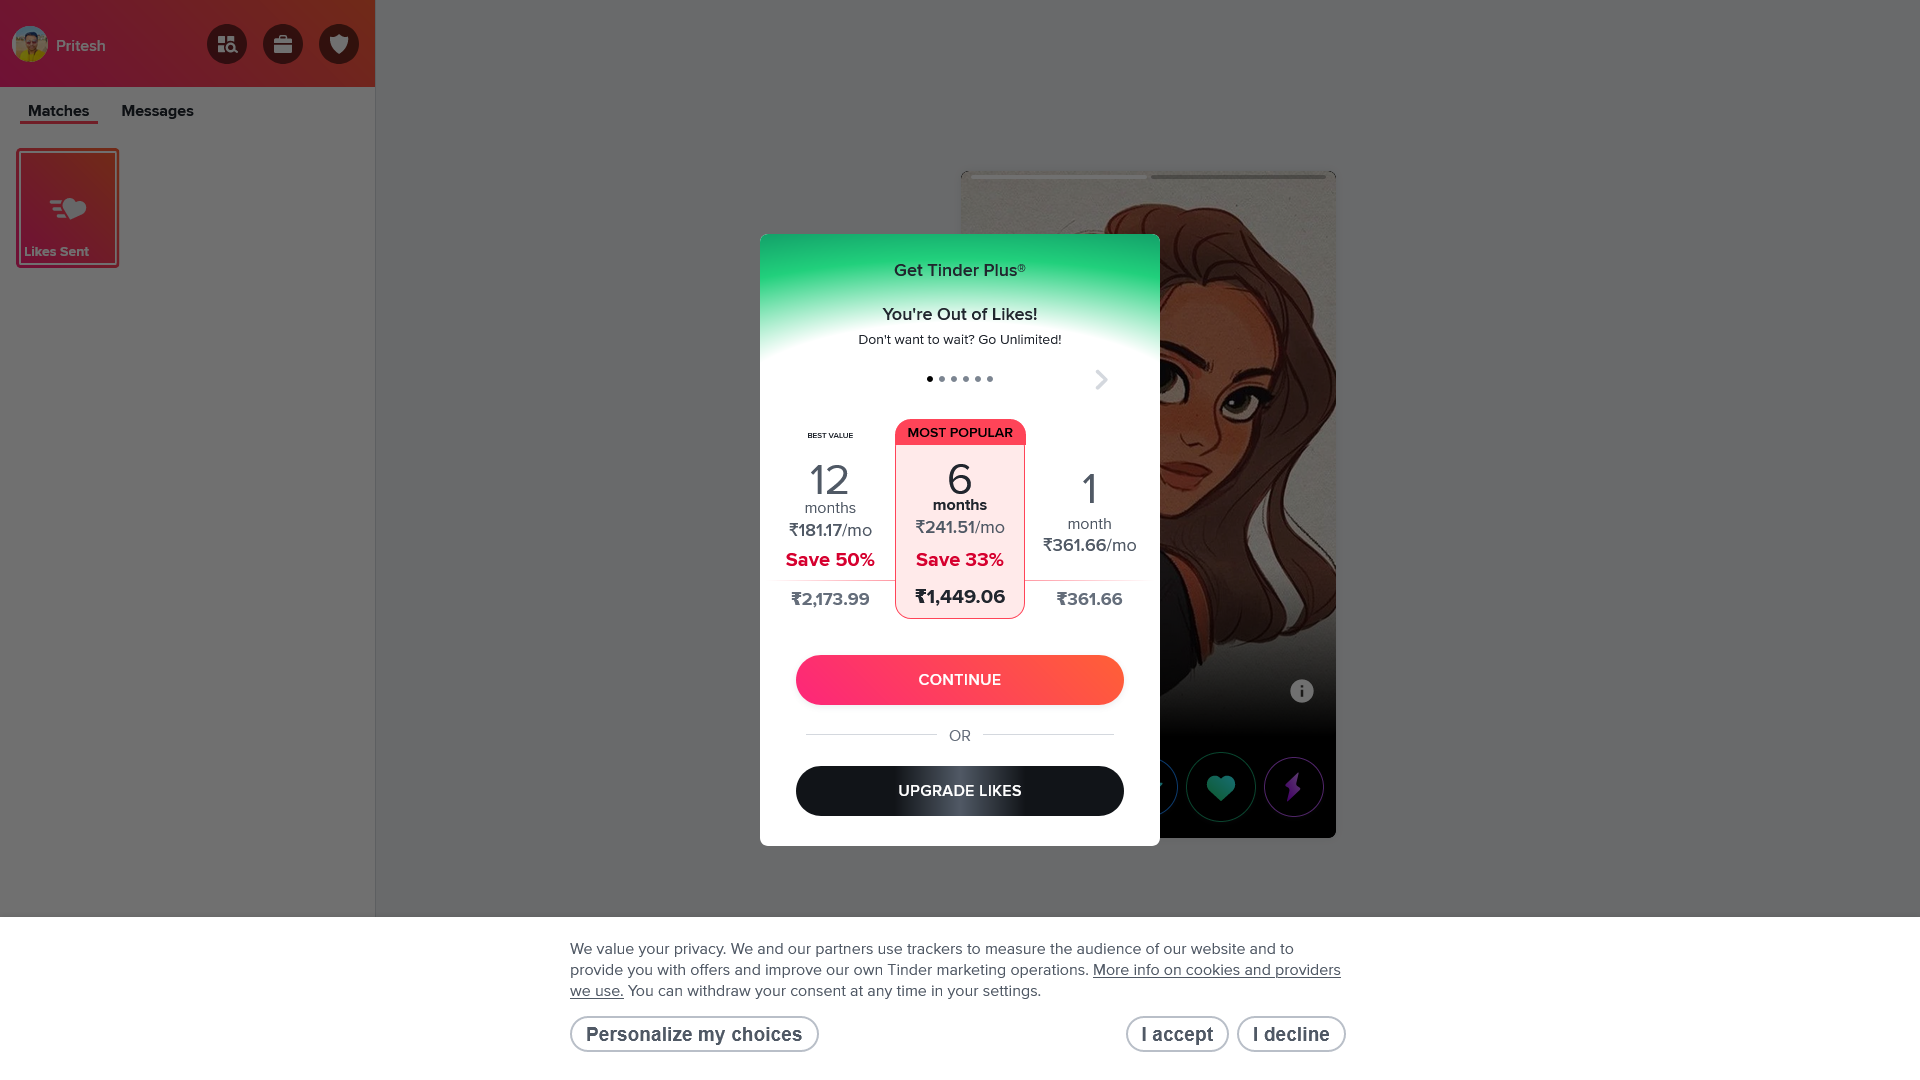 Pritesh
Matches
Messages
Likes Sent
Get Tinder Plus®
You're Out of Likes!
Don't want to wait? Go Unlimited!
BEST VALUE
12
months
₹181.17/mo
Save 50%
₹2,173.99
MOST POPULAR
6
months
₹241.51/mo
Save 33%
₹1,449.06
1
month
₹361.66/mo
₹361.66
CONTINUE
OR
UPGRADE LIKES
We value your privacy. We and our partners use trackers to measure the audience of our website and to
provide you with offers and improve our own Tinder marketing operations. More info on cookies and providers
we use. You can withdraw your consent at any time in your settings.
Personalize my choices
I accept
I decline